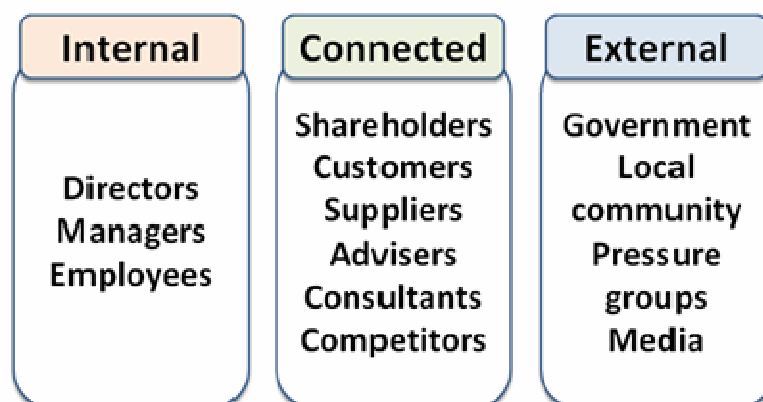 Internal
Directors
Managers
Employees
Connected
Shareholders
Customers
Suppliers
Advisers
Consultants
Competitors
External
Government
Local
community
Pressure
groups
Media